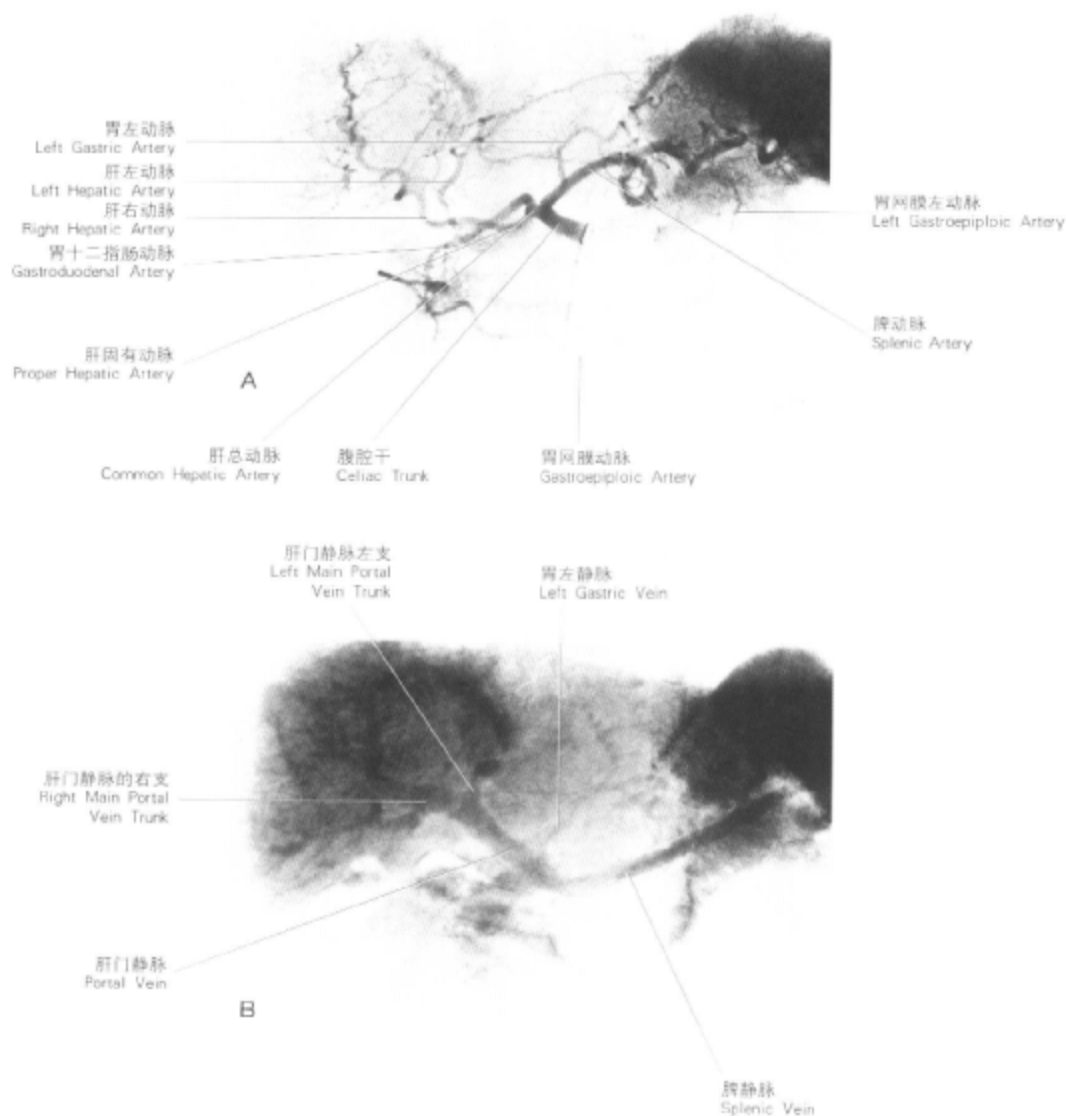 胃左动脉
Left Gastric Artery
肝左动脉
Left Hepatic Artery
肝右动脉
Right Hepatic Artery
胃十二指肠动脉
Gastroduodenal Artery
肝固有动脉
Proper Hepatic Artery
A
胃网膜左动脉
Left Gastroepiploic Artery
脾动脉
Splenic Artery
肝总动脉
Common Hepatic Artery
腹腔干
Celiac Trunk
胃网膜动脉
Gastroepiploic Artery
肝门静脉左支
Left Main Portal
Vein Trunk
胃左静脉
Left Gastric Vein
肝门静脉的右支
Right Main Portal
Vein Trunk
肝门静脉
Portal Vein
B
脾静脉
Splenic Vein